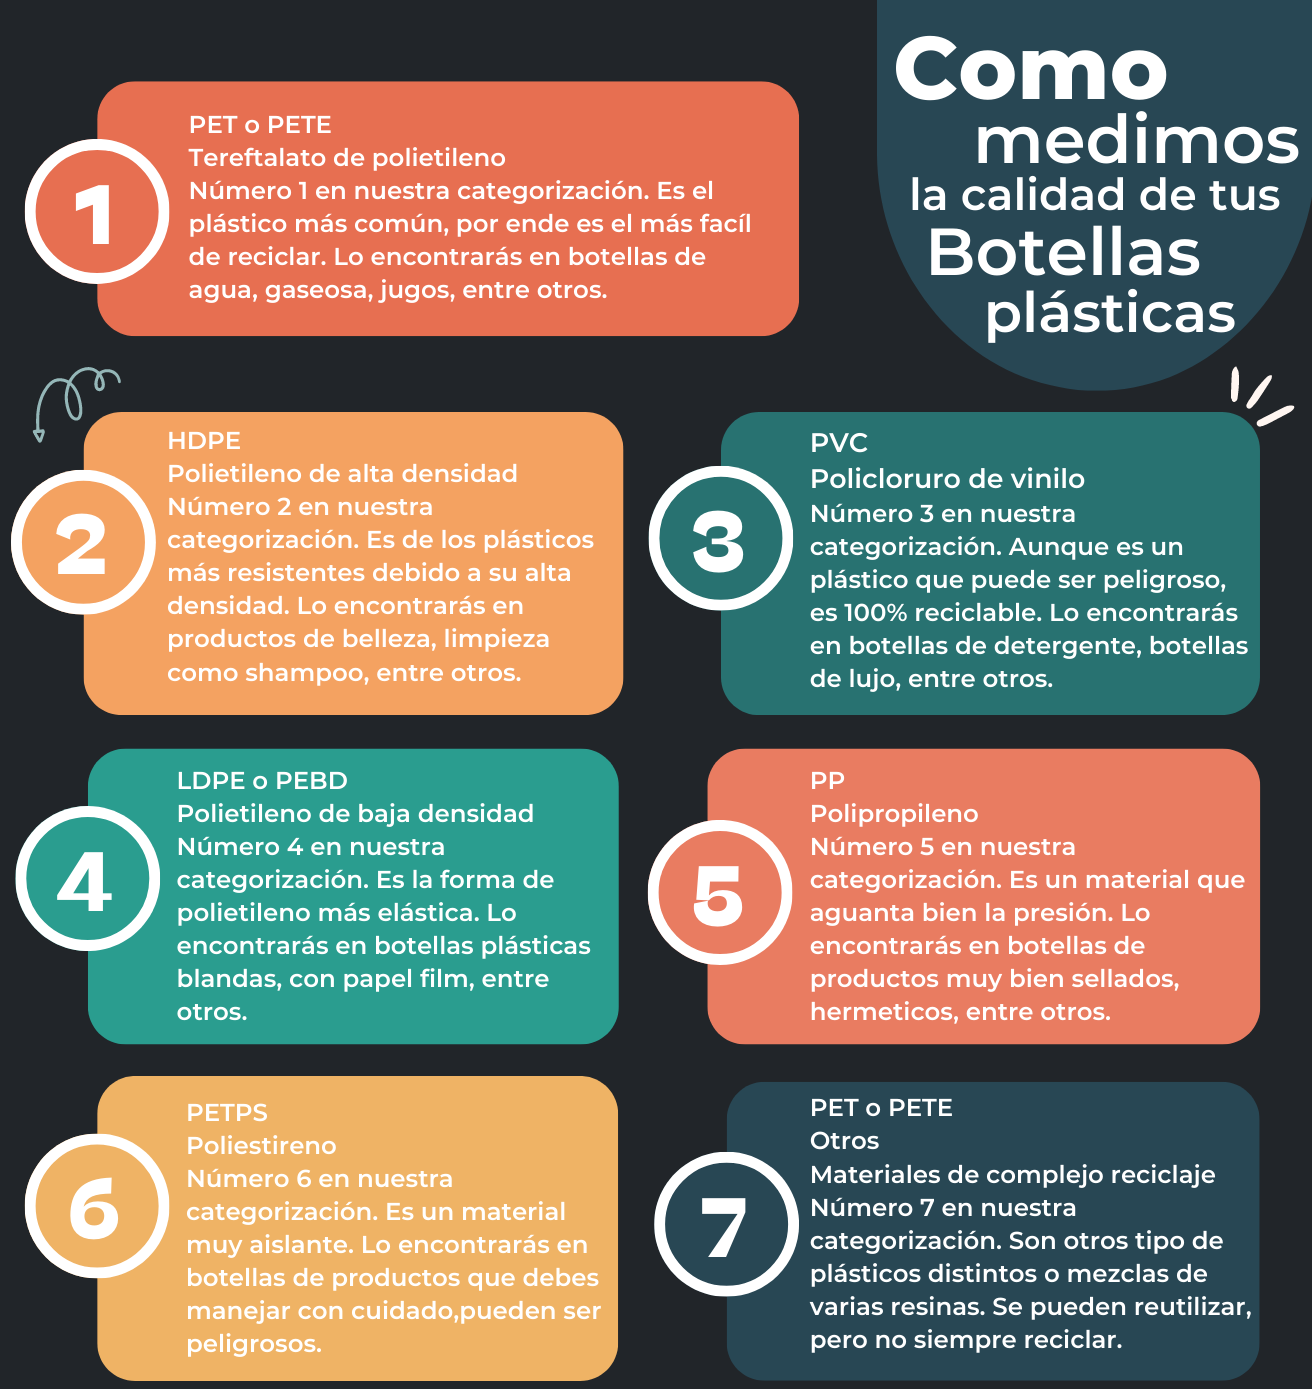 Como
medimos
la calidad de tus
Botellas
plásticas
1
PET o PETE
Tereftalato de polietileno
Número 1 en nuestra categorización. Es el
plástico más común, por ende es el más facíl
de reciclar. Lo encontrarás en botellas de
agua, gaseosa, jugos, entre otros.
2
HDPE
Polietileno de alta densidad
Número 2 en nuestra
categorización. Es de los plásticos
más resistentes debido a su alta
densidad. Lo encontrarás en
productos de belleza, limpieza
como shampoo, entre otros.
3
PVC
Policloruro de vinilo
Número 3 en nuestra
categorización. Aunque es un
plástico que puede ser peligroso,
es 100% reciclable. Lo encontrarás
en botellas de detergente, botellas
de lujo, entre otros.
4
LDPE o PEBD
Polietileno de baja densidad
Número 4 en nuestra
categorización. Es la forma de
polietileno más elástica. Lo
encontrarás en botellas plásticas
blandas, con papel film, entre
otros.
5
PP
Polipropileno
Número 5 en nuestra
categorización. Es un material que
aguanta bien la presión. Lo
encontrarás en botellas de
productos muy bien sellados,
hermeticos, entre otros.
6
PETPS
Poliestireno
Número 6 en nuestra
categorización. Es un material
muy aislante. Lo encontrarás en
botellas de productos que debes
manejar con cuidado,pueden ser
peligrosos.
7
PET o PETE
Otros
Materiales de complejo reciclaje
Número 7 en nuestra
categorización. Son otros tipo de
plásticos distintos o mezclas de
varias resinas. Se pueden reutilizar,
pero no siempre reciclar.